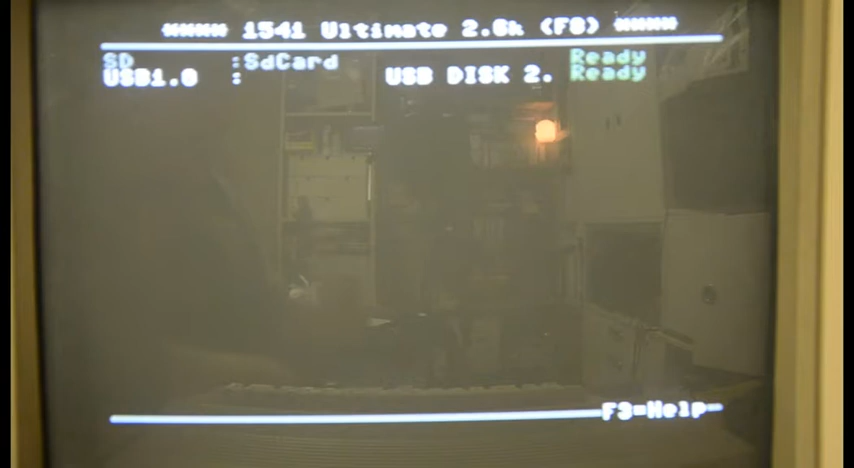 **** 1541 Ultimate 2.6k (F8) ****
SD :SdCard Ready
USB1.0 : USB DISK 2. Ready
F3=Help